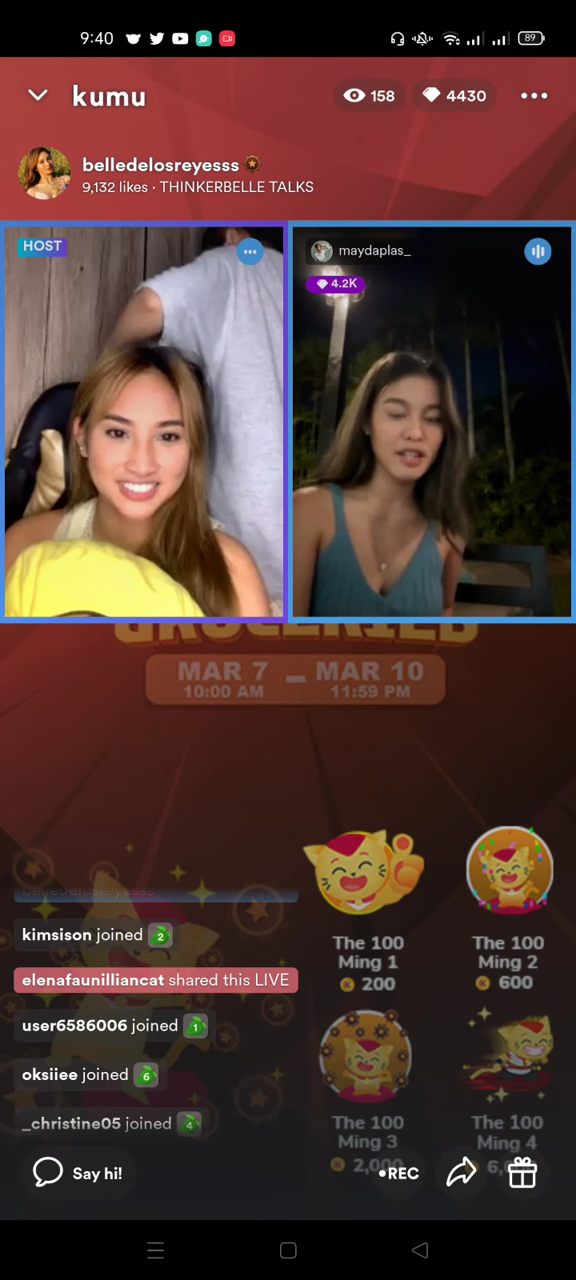 9:40
89
kumu
158
4430
belledelosreyesss
9,132 likes · THINKERBELLE TALKS
HOST
maydaplas_
4.2K
MAR 7 - MAR 10
10:00 AM 11:59 PM
belledelosreyesss
kimsison joined 2
elenafaunilliancat shared this LIVE
user6586006 joined 1
oksiiee joined 6
_christine05 joined 4
The 100
Ming 1
200
The 100
Ming 2
600
The 100
Ming 3
2,000
The 100
Ming 4
Say hi!
•REC